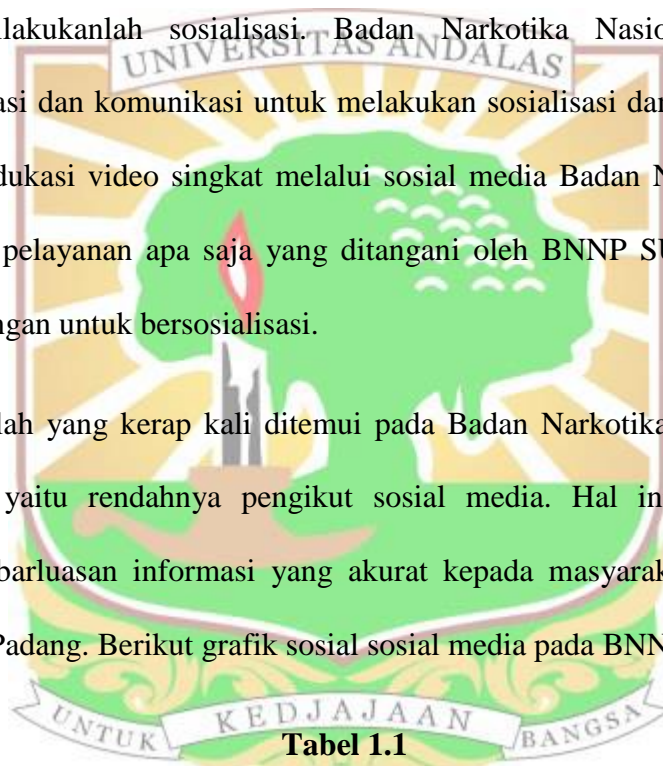 lakukanlah sosialisasi. Badan Narkotika Nasio
UNIVERSITAS ANDALAS
asi dan komunikasi untuk melakukan sosialisasi dar
dukasi video singkat melalui sosial media Badan N
pelayanan apa saja yang ditangani oleh BNNP SU
ngan untuk bersosialisasi.
lah yang kerap kali ditemui pada Badan Narkotika
yaitu rendahnya pengikut sosial media. Hal in
barluasan informasi yang akurat kepada masyarak
Padang. Berikut grafik sosial sosial media pada BNN
UNTUK KEDJAJAAN BANGSA
Tabel 1.1